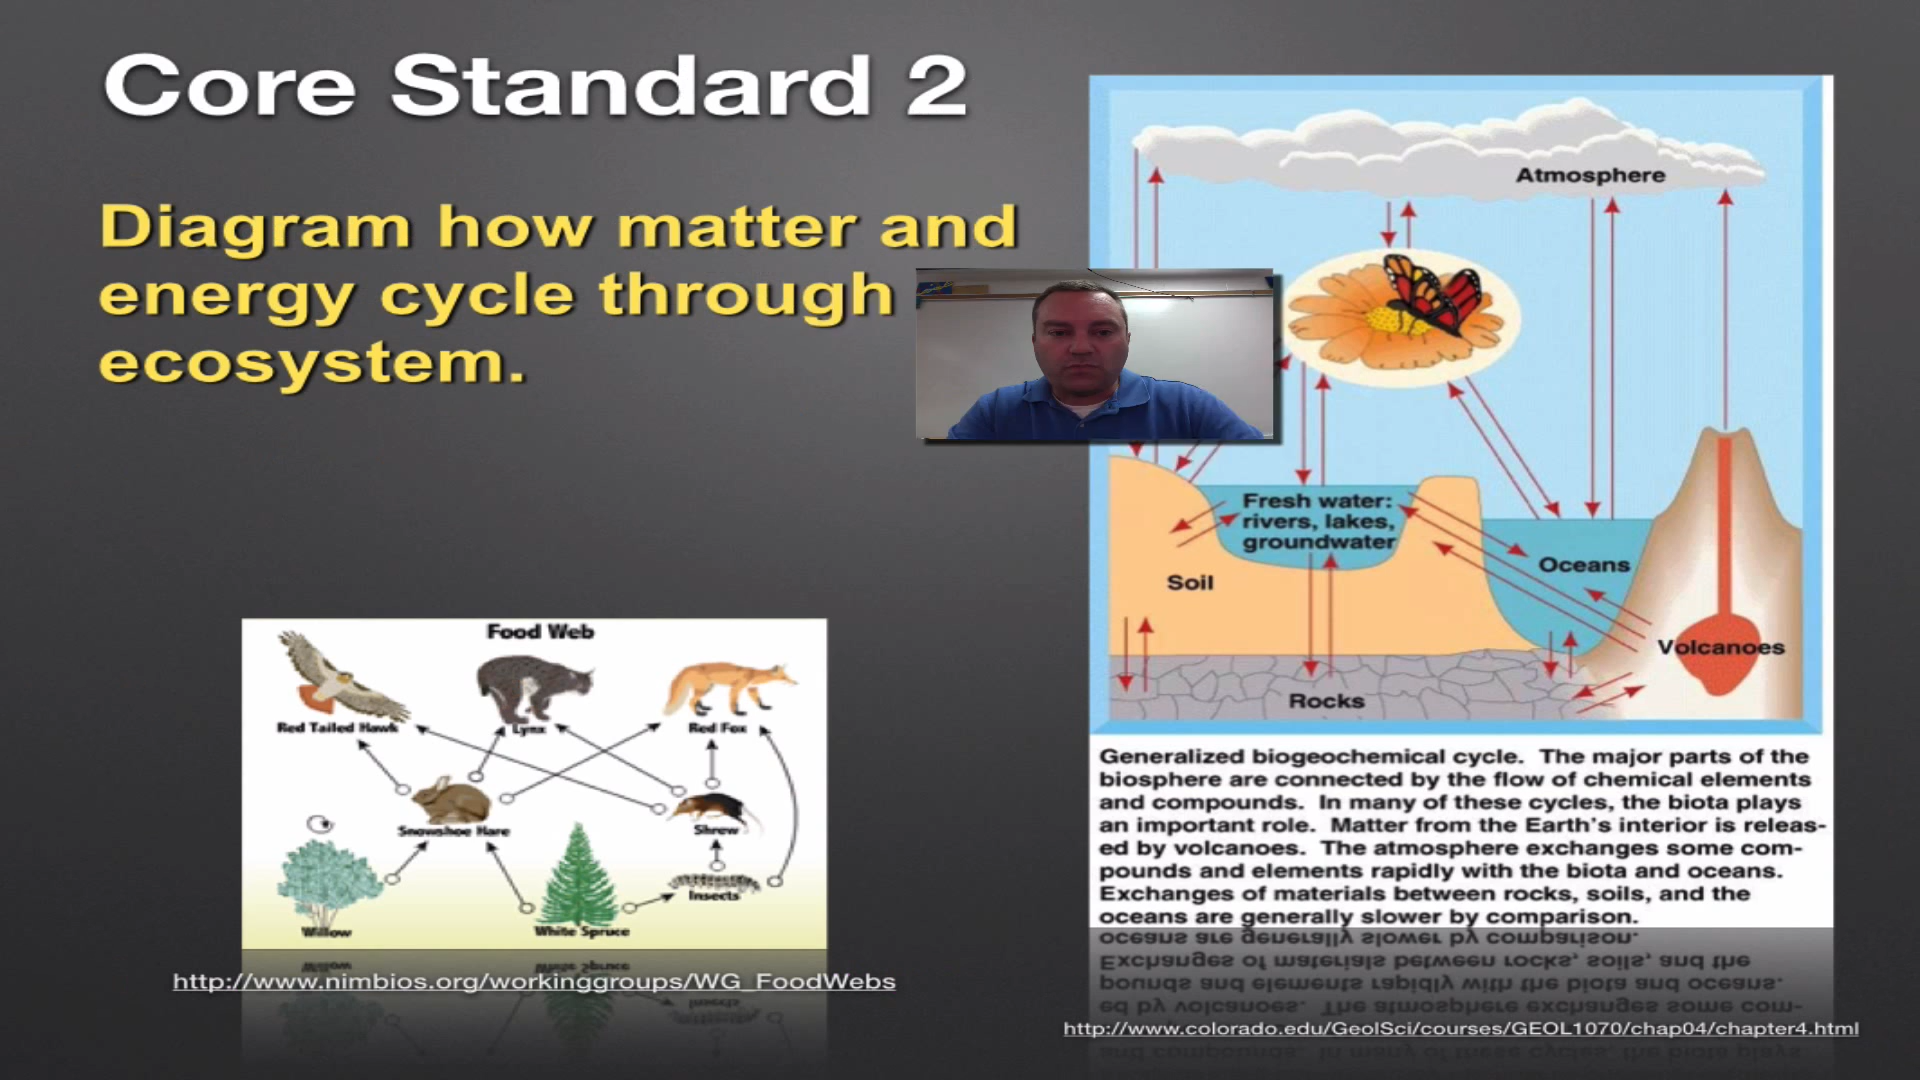 Core Standard 2
Diagram how matter and
energy cycle through
ecosystem.
Food Web
Red Tailed Hawk
Lynx
Red Fox
Snowshoe Hare
Shrew
Insects
Willow
White Spruce
http://www.nimbios.org/workinggroups/WG_FoodWebs
Atmosphere
Fresh water:
rivers, lakes,
groundwater
Oceans
Soil
Volcanoes
Rocks
Generalized biogeochemical cycle. The major parts of the
biosphere are connected by the flow of chemical elements
and compounds. In many of these cycles, the biota plays
an important role. Matter from the Earth's interior is releas-
ed by volcanoes. The atmosphere exchanges some com-
pounds and elements rapidly with the biota and oceans.
Exchanges of materials between rocks, soils, and the
oceans are generally slower by comparison.
http://www.colorado.edu/GeolSci/courses/GEOL1070/chap04/chapter4.html